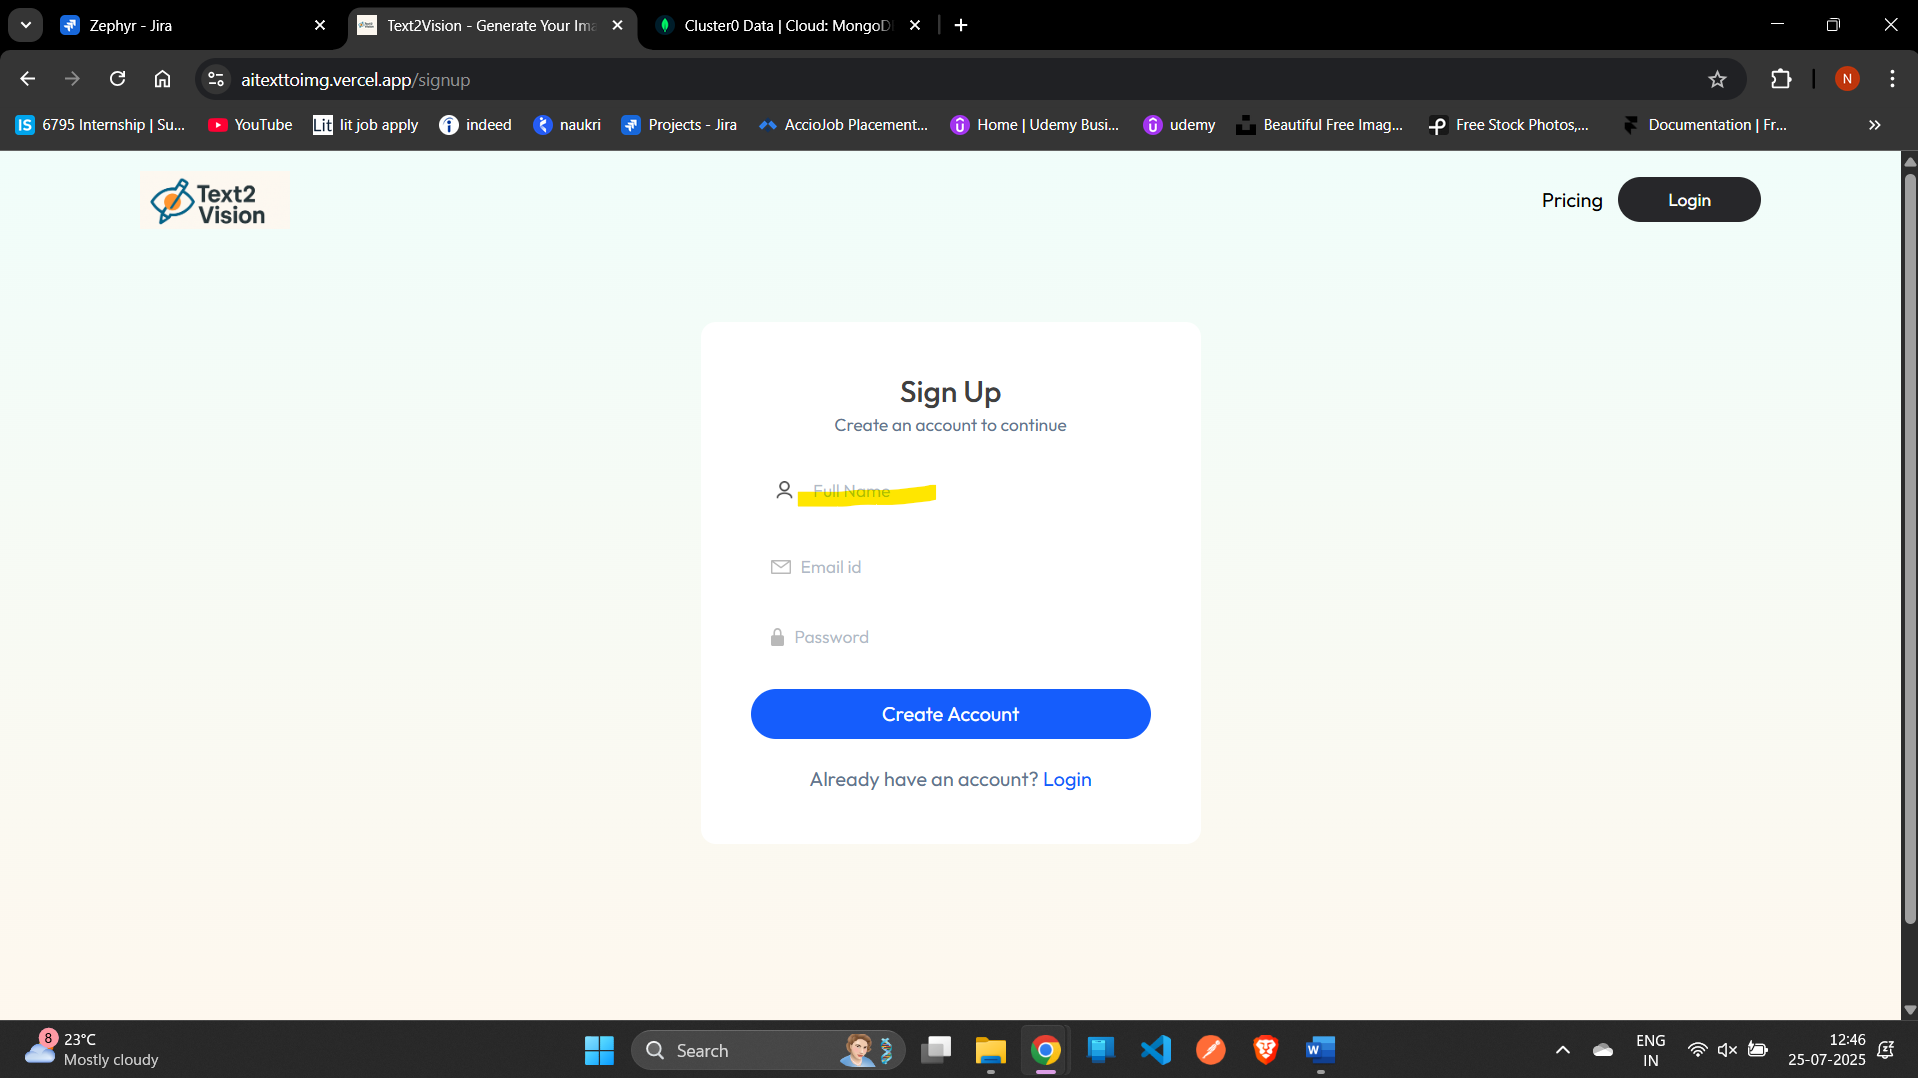 Zephyr - Jira
Text2Vision - Generate Your Ima
Cluster0 Data | Cloud: MongoD
aitexttoimg.vercel.app/signup
N
IS 6795 Internship | Su...
YouTube
Lit lit job apply
indeed
naukri
Projects - Jira
AccioJob Placement...
Home | Udemy Busi...
udemy
Beautiful Free Imag...
Free Stock Photos,...
Documentation | Fr...
Text2
Vision
Pricing
Login
Sign Up
Create an account to continue
Full Name
Email id
Password
Create Account
Already have an account? Login
8
23°C
Mostly cloudy
Search
W
ENG
IN
12:46
25-07-2025